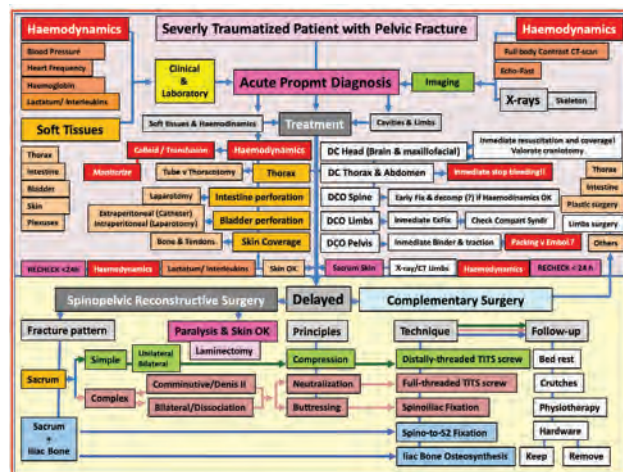 Haemodynamics
Severly Traumatized Patient with Pelvic Fracture
Haemodynamics
Blood Pressure
Heart Frequency
Haemoglobin
Lactatum/ Interleukins
Clinical
&
Laboratory
Acute Propmt Diagnosis
Imaging
Full body Contrast CT-scan
Echo-Fast
X-rays
Skeleton
Soft Tissues
Soft tissues & Haemodinamics
Treatment
Cavities & Limbs
Thorax
Intestine
Bladder
Skin
Plexuses
Colloid / Transfusion
Haemodynamics
Monitorize
Tube v Thoracotomy
Thorax
Laparotomy
Intestine perforation
Extraperitoneal (Catheter)
Intraperitoneal (Laparotomy)
Bladder perforation
Bone & Tendons
Skin Coverage
DC Head (Brain & maxillofacial)
Inmediate resuscitation and coverage!
Valorate craniotomy
DC Thorax & Abdomen
Inmediate stop bleeding!!
DCO Spine
Early Fix & decomp (?) if Haemodynamics OK
DCO Limbs
Inmediate ExFix
Check Compart Syndr
DCO Pelvis
Inmediate Binder & traction
Packing v Embol.?
Thorax
Intestine
Plastic surgery
Limbs surgery
Others
RECHECK <24h
Haemodynamics
Lactatum/ Interleukins
Skin OK
Sacrum Skin
X-ray/CT Limbs
Haemodynamics
RECHECK < 24 h
Spinopelvic Reconstructive Surgery
Delayed
Complementary Surgery
Fracture pattern
Paralysis & Skin OK
Principles
Technique
Follow-up
Laminectomy
Sacrum
Simple
Unilateral
Bilateral
Compression
Distally-threaded TITS screw
Bed rest
Complex
Comminutive/Denis II
Neutralization
Full-threaded TITS screw
Crutches
Bilateral/Dissociation
Buttressing
Spinoiliac Fixation
Physiotherapy
Sacrum
+
Iliac Bone
Spino-to-S2 Fixation
Hardware
Iliac Bone Osteosynthesis
Keep
Remove